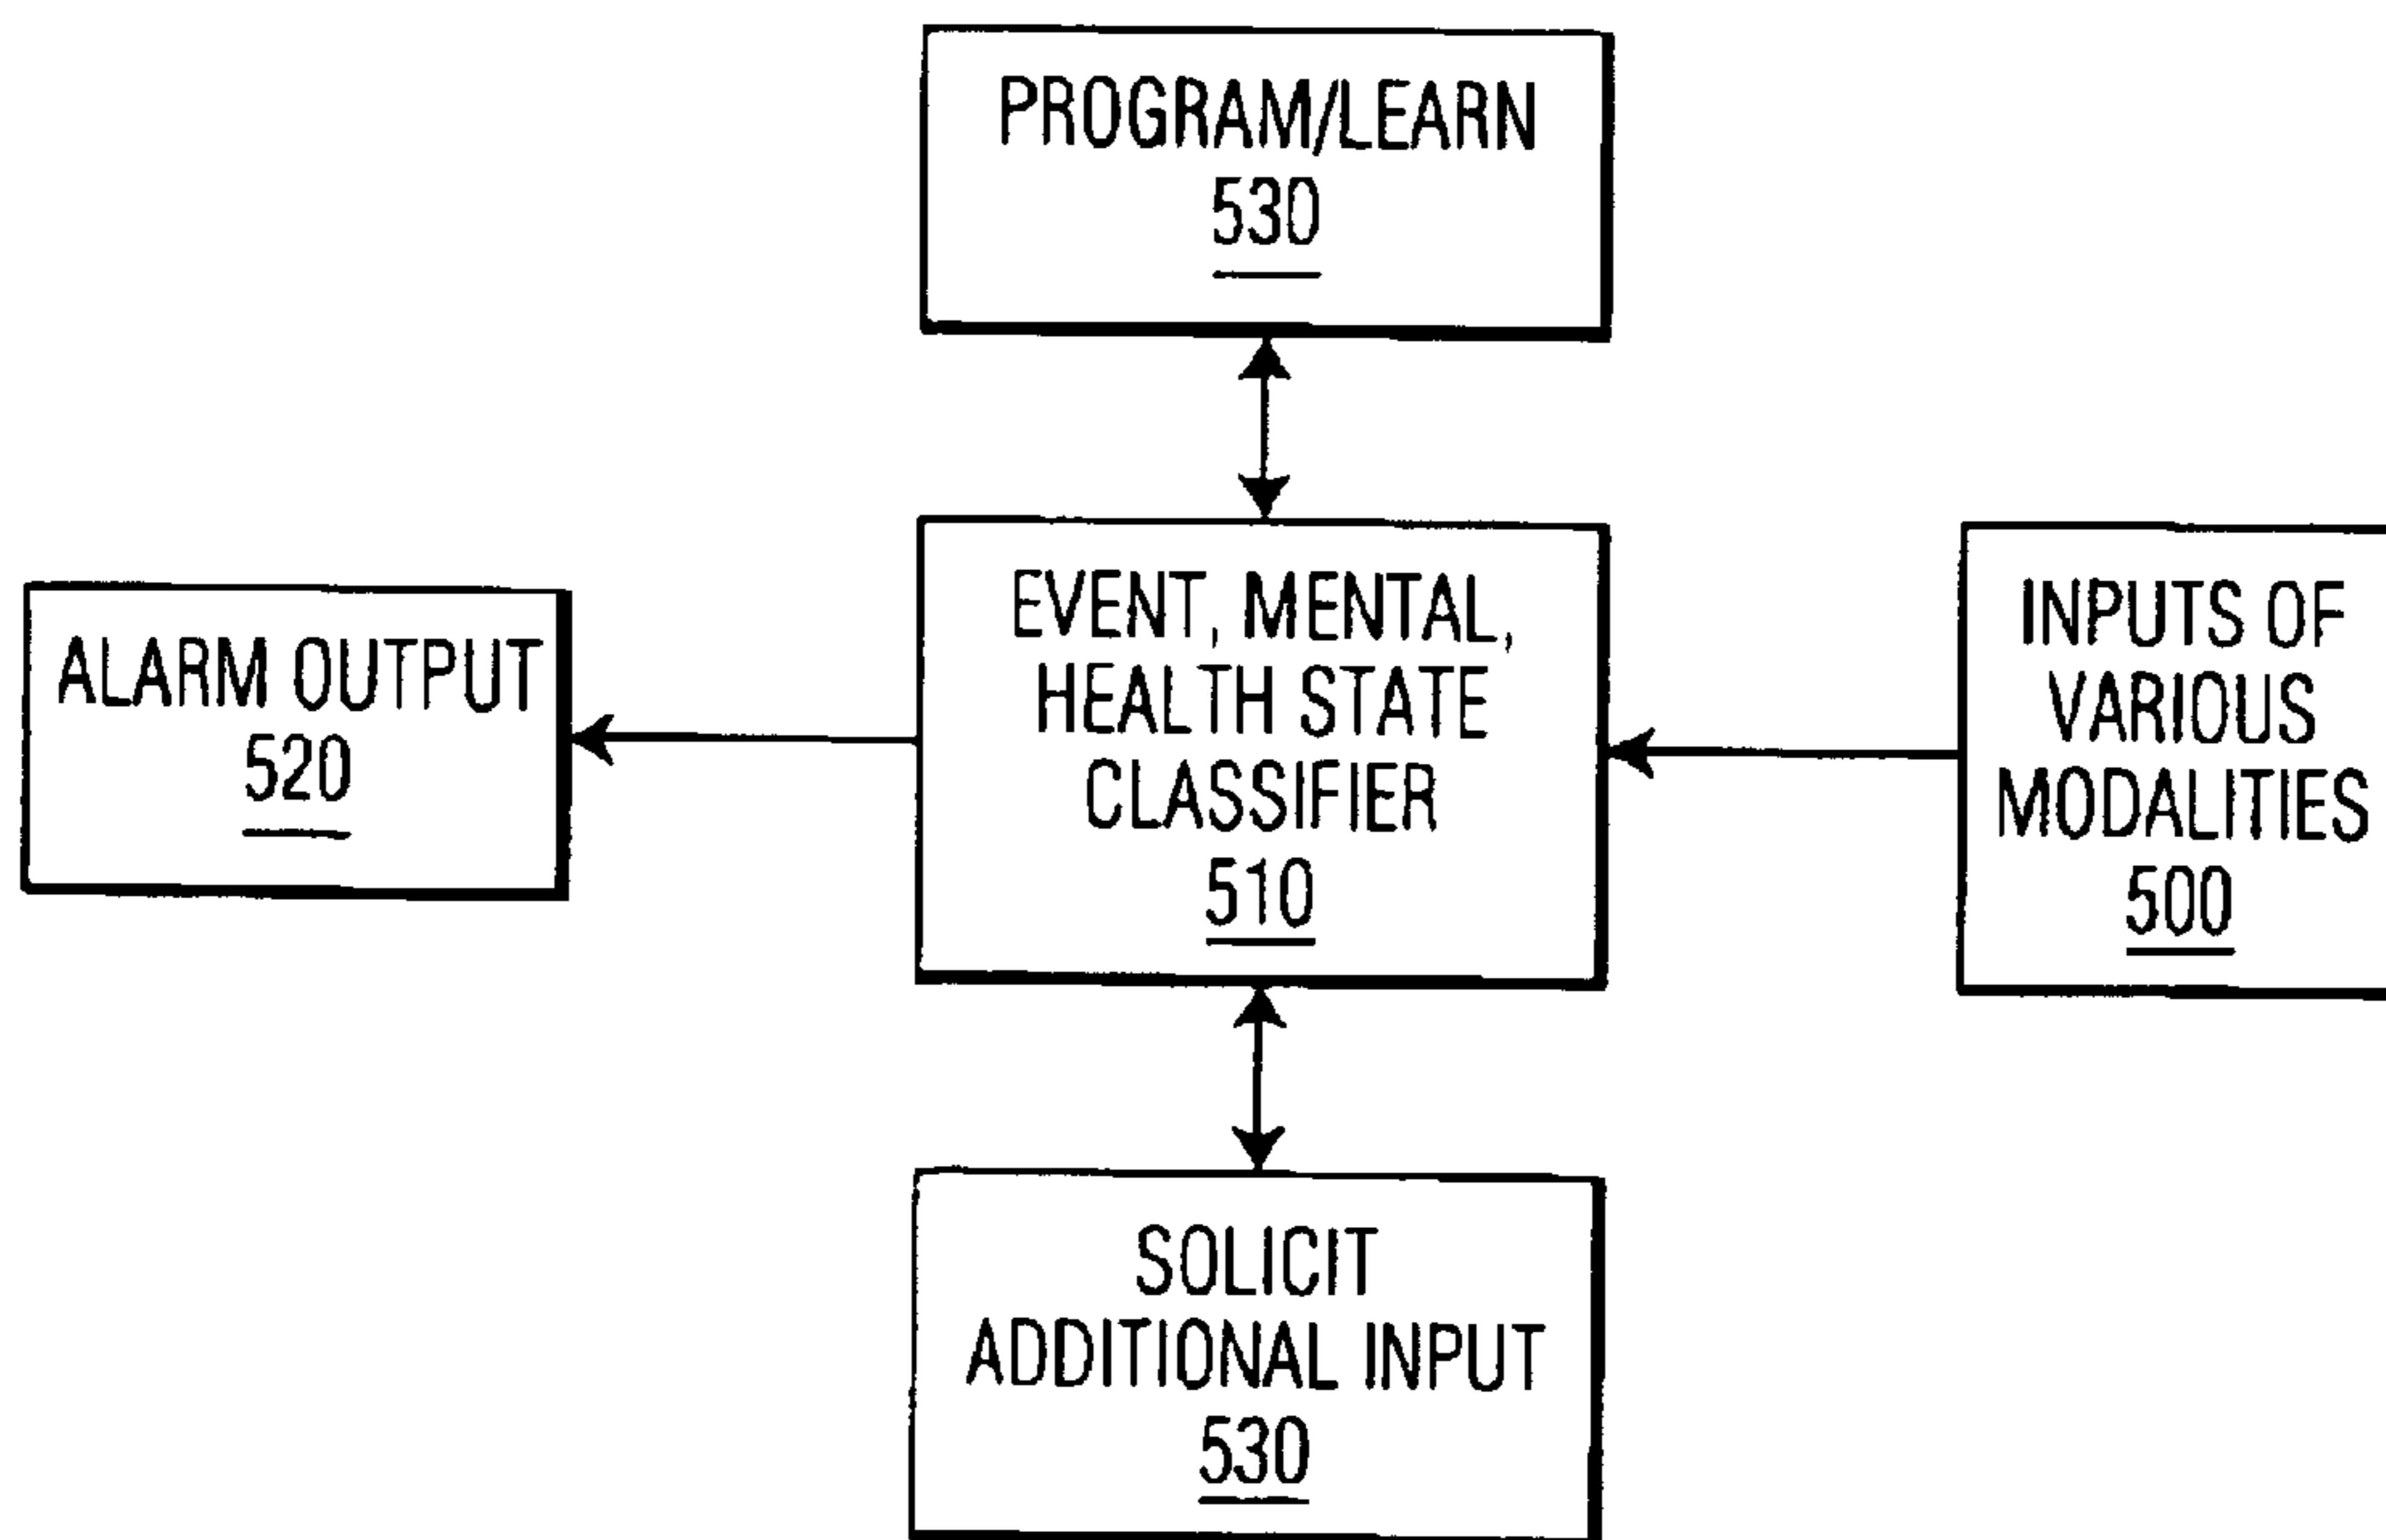 PROGRAM/LEARN
530
EVENT, MENTAL,
HEALTH STATE
CLASSIFIER
510
ALARM OUTPUT
520
INPUTS OF
VARIOUS
MODALITIES
500
SOLICIT
ADDITIONAL INPUT
530